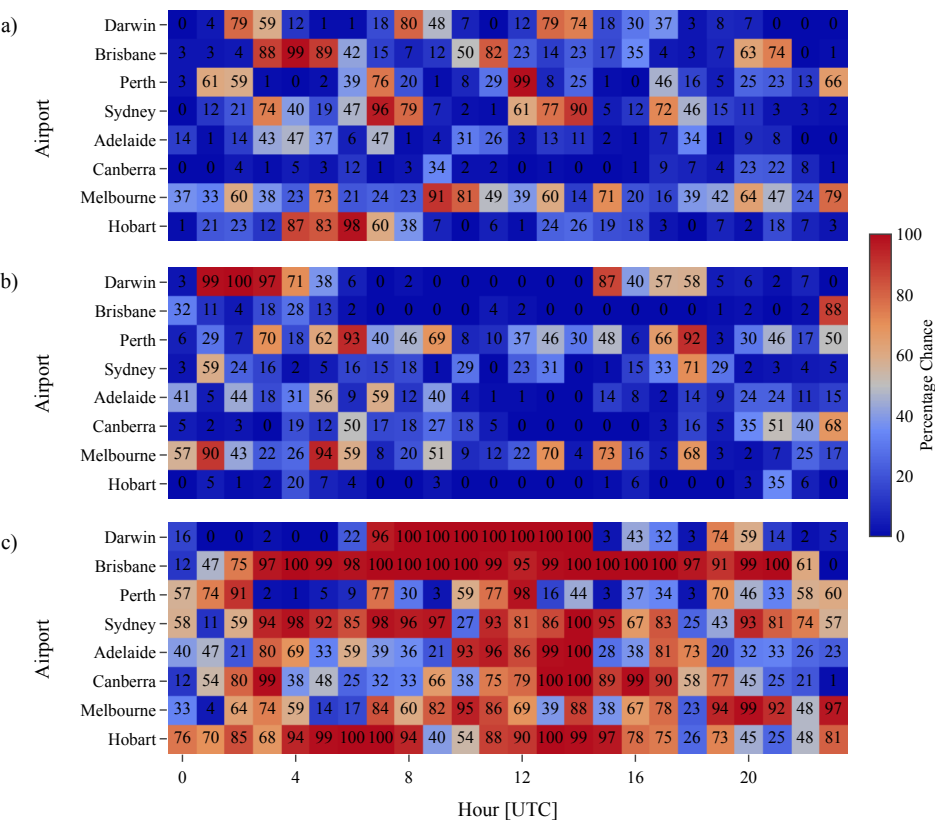 a)
Airport
Darwin 0 4 79 59 12 1 1 18 80 48 7 0 12 79 74 18 30 37 3 8 7 0 0 0
Brisbane 3 3 4 88 99 89 42 15 7 12 50 82 23 14 23 17 35 4 3 7 63 74 0 1
Perth 3 61 59 1 0 2 39 76 20 1 8 29 99 8 25 1 0 46 16 5 25 23 13 66
Sydney 0 12 21 74 40 19 47 96 79 7 2 1 61 77 90 5 12 72 46 15 11 3 3 2
Adelaide 14 1 14 43 47 37 6 47 1 4 31 26 3 13 11 2 1 7 34 1 9 8 0 0
Canberra 0 0 4 1 5 3 12 1 3 34 2 2 0 1 0 0 1 9 7 4 23 22 8 1
Melbourne 37 33 60 38 23 73 21 24 23 91 81 49 39 60 14 71 20 16 39 42 64 47 24 79
Hobart 1 21 23 12 87 83 98 60 38 7 0 6 1 24 26 19 18 3 0 7 2 18 7 3
b)
Airport
Darwin 3 99 100 97 71 38 6 0 2 0 0 0 0 0 0 87 40 57 58 5 6 2 7 0
Brisbane 32 11 4 18 28 13 2 0 0 0 0 4 2 0 0 0 0 0 0 1 2 0 2 88
Perth 6 29 7 70 18 62 93 40 46 69 8 10 37 46 30 48 6 66 92 3 30 46 17 50
Sydney 3 59 24 16 2 5 16 15 18 1 29 0 23 31 0 1 15 33 71 29 2 3 4 5
Adelaide 41 5 44 18 31 56 9 59 12 40 4 1 1 0 0 14 8 2 14 9 24 24 11 15
Canberra 5 2 3 0 19 12 50 17 18 27 18 5 0 0 0 0 0 3 16 5 35 51 40 68
Melbourne 57 90 43 22 26 94 59 8 20 51 9 12 22 70 4 73 16 5 68 3 2 7 25 17
Hobart 0 5 1 2 20 7 4 0 0 3 0 0 0 0 0 1 6 0 0 0 3 35 6 0
c)
Airport
Darwin 16 0 0 2 0 0 22 96 100 100 100 100 100 100 100 3 43 32 3 74 59 14 2 5
Brisbane 12 47 75 97 100 99 98 100 100 100 100 99 95 99 100 100 100 100 97 91 99 100 61 0
Perth 57 74 91 2 1 5 9 77 30 3 59 77 98 16 44 3 37 34 3 70 46 33 58 60
Sydney 58 11 59 94 98 92 85 98 96 97 27 93 81 86 100 95 67 83 25 43 93 81 74 57
Adelaide 40 47 21 80 69 33 59 39 36 21 93 96 86 99 100 28 38 81 73 20 32 33 26 23
Canberra 12 54 80 99 38 48 25 32 33 66 38 75 79 100 100 89 99 90 58 77 45 25 21 1
Melbourne 33 4 64 74 59 14 17 84 60 82 95 86 69 39 88 38 67 78 23 94 99 92 48 97
Hobart 76 70 85 68 94 99 100 100 94 40 54 88 90 100 99 97 78 75 26 73 45 25 48 81
0 4 8 12 16 20
Hour [UTC]
100
80
60
40
20
0
Percentage Chance